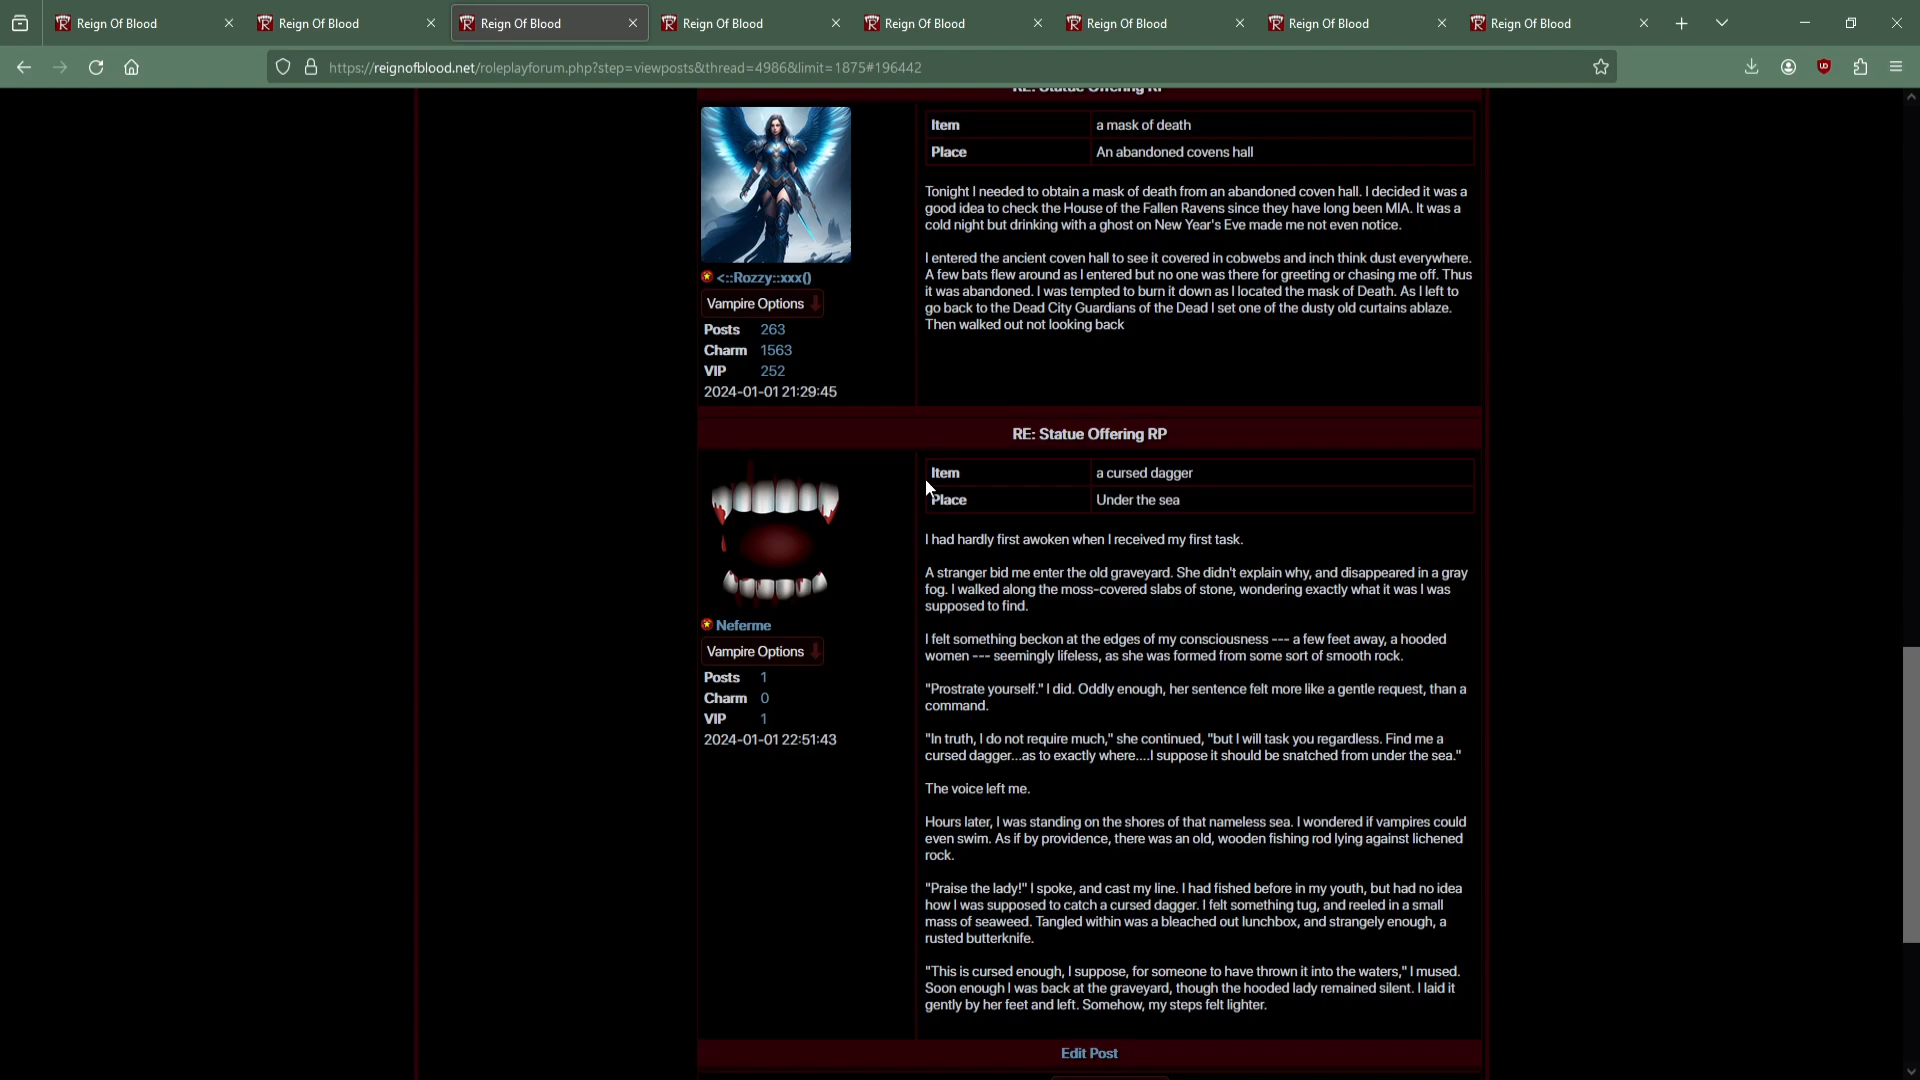 Reign Of Blood
Reign Of Blood
Reign Of Blood
Reign Of Blood
Reign Of Blood
Reign Of Blood
Reign Of Blood
Reign Of Blood
https://reignofblood.net/roleplayforum.php?step=viewposts&thread=4986&limit=1875#196442
RE: Statue Offering RP
Item a mask of death
Place An abandoned covens hall
Tonight I needed to obtain a mask of death from an abandoned coven hall. I decided it was a
good idea to check the House of the Fallen Ravens since they have long been MIA. It was a
cold night but drinking with a ghost on New Year's Eve made me not even notice.
I entered the ancient coven hall to see it covered in cobwebs and inch think dust everywhere.
A few bats flew around as I entered but no one was there for greeting or chasing me off. Thus
it was abandoned. I was tempted to burn it down as I located the mask of Death. As I left to
go back to the Dead City Guardians of the Dead I set one of the dusty old curtains ablaze.
Then walked out not looking back
<::Rozzy::xxx()
Vampire Options
Posts 263
Charm 1563
VIP 252
2024-01-01 21:29:45
RE: Statue Offering RP
Item a cursed dagger
Place Under the sea
I had hardly first awoken when I received my first task.
A stranger bid me enter the old graveyard. She didn't explain why, and disappeared in a gray
fog. I walked along the moss-covered slabs of stone, wondering exactly what it was I was
supposed to find.
I felt something beckon at the edges of my consciousness --- a few feet away, a hooded
women --- seemingly lifeless, as she was formed from some sort of smooth rock.
"Prostrate yourself." I did. Oddly enough, her sentence felt more like a gentle request, than a
command.
"In truth, I do not require much," she continued, "but I will task you regardless. Find me a
cursed dagger...as to exactly where....I suppose it should be snatched from under the sea."
The voice left me.
Hours later, I was standing on the shores of that nameless sea. I wondered if vampires could
even swim. As if by providence, there was an old, wooden fishing rod lying against lichened
rock.
"Praise the lady!" I spoke, and cast my line. I had fished before in my youth, but had no idea
how I was supposed to catch a cursed dagger. I felt something tug, and reeled in a small
mass of seaweed. Tangled within was a bleached out lunchbox, and strangely enough, a
rusted butterknife.
"This is cursed enough, I suppose, for someone to have thrown it into the waters," I mused.
Soon enough I was back at the graveyard, though the hooded lady remained silent. I laid it
gently by her feet and left. Somehow, my steps felt lighter.
Neferme
Vampire Options
Posts 1
Charm 0
VIP 1
2024-01-01 22:51:43
Edit Post